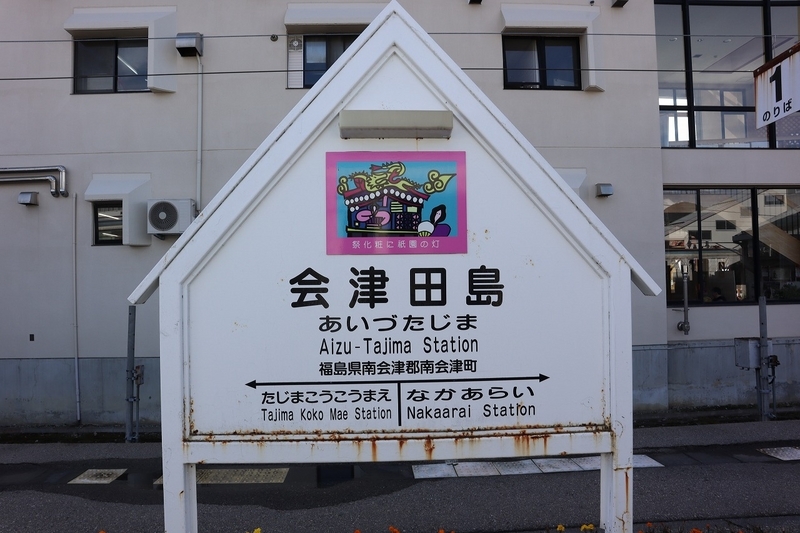 1
のりば
祭化粧に祇園の灯
会津田島
あいづたじま
Aizu-Tajima Station
福島県南会津郡南会津町
たじまこうこうまえ
Tajima Koko Mae Station
なかあらい
Nakaarai Station